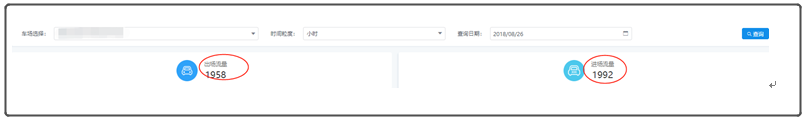 车场选择： 时间粒度： 小时 查询日期： 2018/08/26 查询
出场流量 进场流量
1958 1992